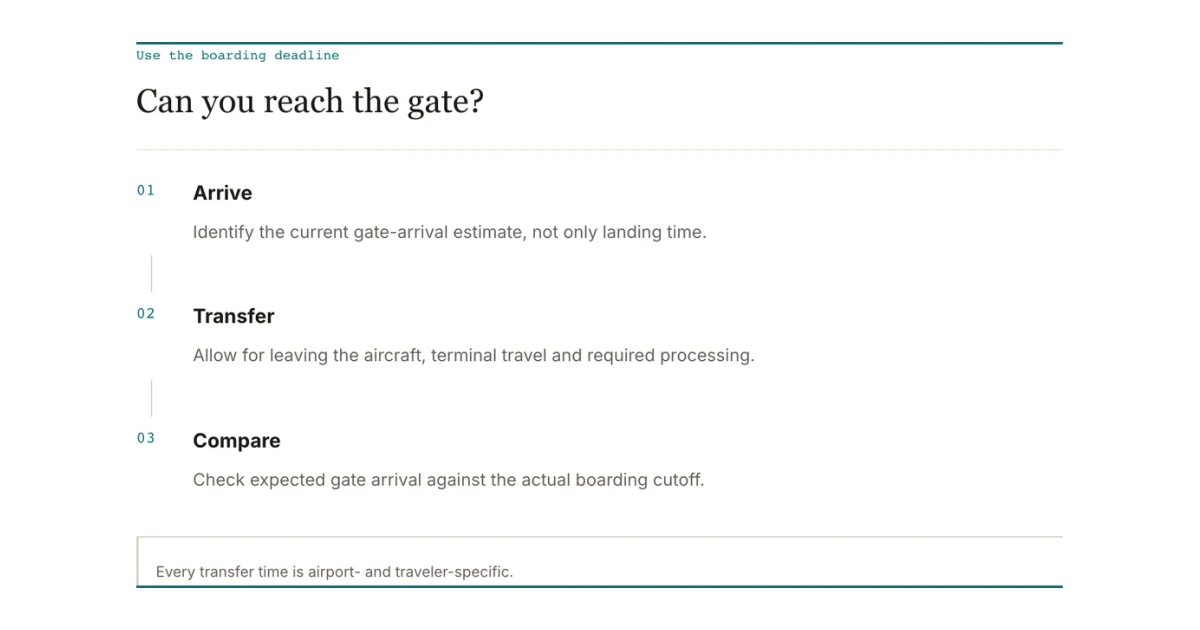 Use the boarding deadline
Can you reach the gate?
01
Arrive
Identify the current gate-arrival estimate, not only landing time.
02
Transfer
Allow for leaving the aircraft, terminal travel and required processing.
03
Compare
Check expected gate arrival against the actual boarding cutoff.
Every transfer time is airport- and traveler-specific.